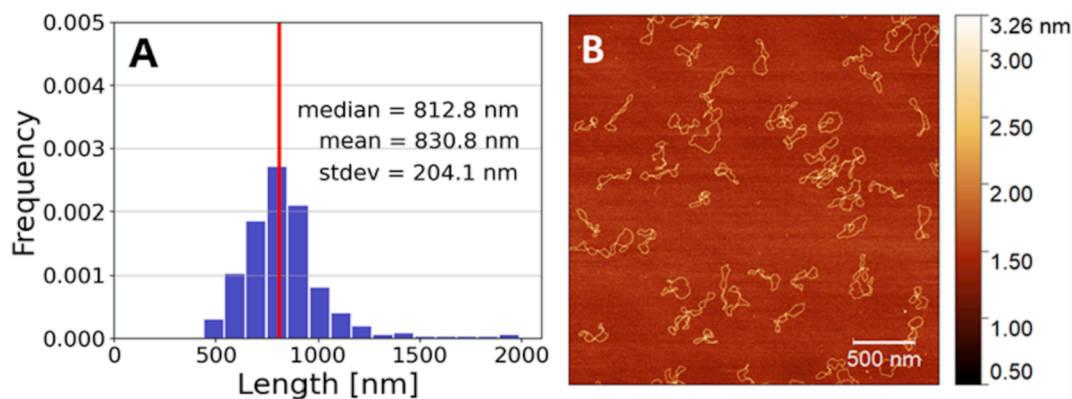 A
Frequency
0.005
0.004
0.003
0.002
0.001
0.000
median = 812.8 nm
mean = 830.8 nm
stdev = 204.1 nm
0 500 1000 1500 2000
Length [nm]
B
500 nm
3.26 nm
3.00
2.50
2.00
1.50
1.00
0.50